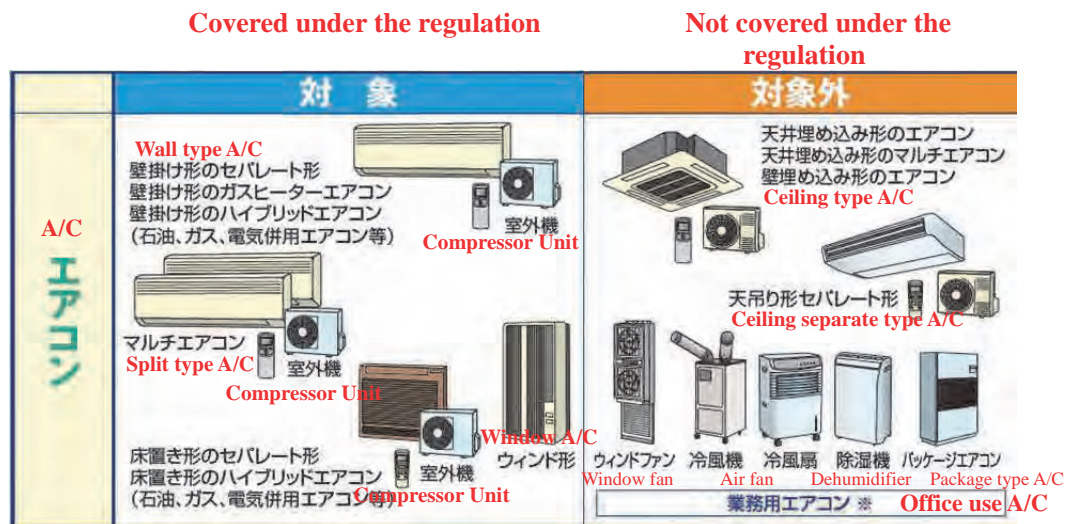 Covered under the regulation
Not covered under the
regulation
対 象
対象外
A/C
エアコン
Wall type A/C
壁掛け形のセパレート形
壁掛け形のガスヒーターエアコン
壁掛け形のハイブリッドエアコン
(石油、ガス、電気併用エアコン等)
室外機
Compressor Unit
マルチエアコン
Split type A/C
室外機
Compressor Unit
床置き形のセパレート形
床置き形のハイブリッドエアコン
(石油、ガス、電気併用エアコン等)
室外機
Compressor Unit
Window A/C
ウィンド形
天井埋め込み形のエアコン
天井埋め込み形のマルチエアコン
壁埋め込み形のエアコン
Ceiling type A/C
天吊り形セパレート形
Ceiling separate type A/C
ウィンドファン 冷風機 冷風扇 除湿機 パッケージエアコン
Window fan Air fan Dehumidifier Package type A/C
業務用エアコン ※ Office use A/C